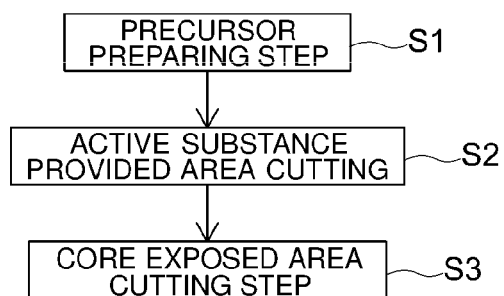 PRECURSOR
PREPARING STEP
S1
ACTIVE SUBSTANCE
PROVIDED AREA CUTTING
S2
CORE EXPOSED AREA
CUTTING STEP
S3